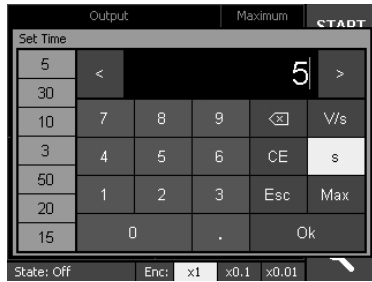 Output Maximum START
Set Time
5 < 5 >
30
10 7 8 9 V/s
3 4 5 6 CE s
50 1 2 3 Esc Max
20
15 0 . Ok
State: Off Enc: x1 x0.1 x0.01